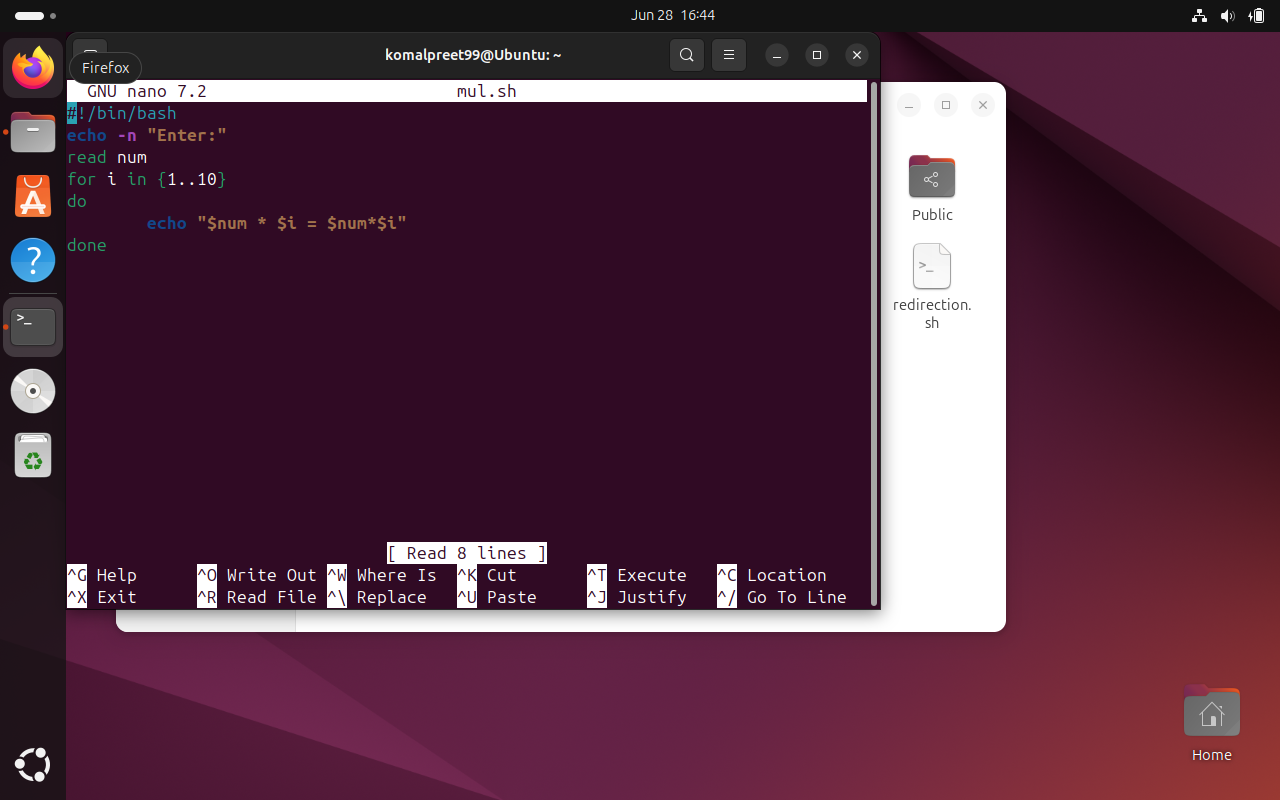 Jun 28 16:44
komalpreet99@Ubuntu: ~
Firefox
GNU nano 7.2 mul.sh
#!/bin/bash
echo -n "Enter:"
read num
for i in {1..10}
do
echo "$num * $i = $num*$i"
done
[ Read 8 lines ]
^G Help ^O Write Out ^W Where Is ^K Cut ^T Execute ^C Location
^X Exit ^R Read File ^\ Replace ^U Paste ^J Justify ^/ Go To Line
Public
>_
redirection.
sh
>_
Home